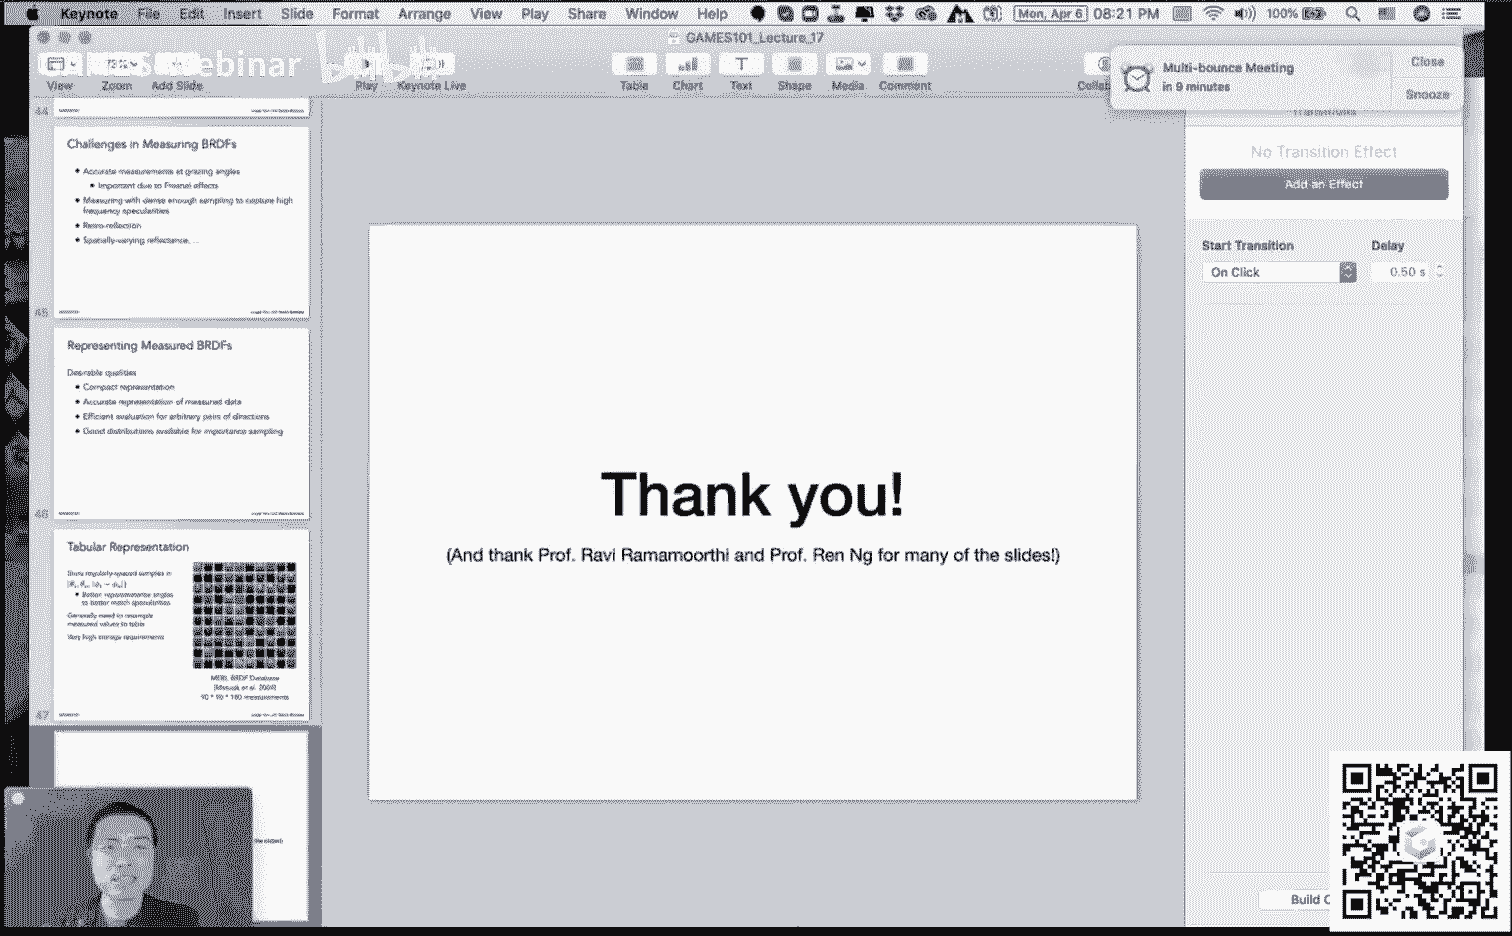 Keynote File Edit Insert Slide Format Arrange View Play Share Window Help Mon, Apr 6 08:21 PM 100%
GAMES101_Lecture_17
Webinar bilibili
View Zoom Add Slide Play Keynote Live Table Chart Text Shape Media Comment
Multi-bounce Meeting
in 9 minutes
Close
Snooze
44
Challenges in Measuring BRDFs
Accurate measurements at grazing angles
Important due to Fresnel effects
Measuring with dense enough sampling to capture high
frequency specularities
Retro-reflection
Spatially-varying reflectance, ...
45
Representing Measured BRDFs
Desirable qualities
Compact representation
Accurate representation of measured data
Efficient evaluation for arbitrary pairs of directions
Good distributions available for importance sampling
46
Tabular Representation
Store regularly-spaced samples in
Better reparameterize angles
to better match specularities
Generally need to resample
measured values to table
Very high storage requirements
MERL BRDF Database
[Matusik et al. 2004]
90 * 90 * 180 measurements
47
Thank you!
(And thank Prof. Ravi Ramamoorthi and Prof. Ren Ng for many of the slides!)
Transitions
No Transition Effect
Add an Effect
Start Transition Delay
On Click 0.50 s
Build